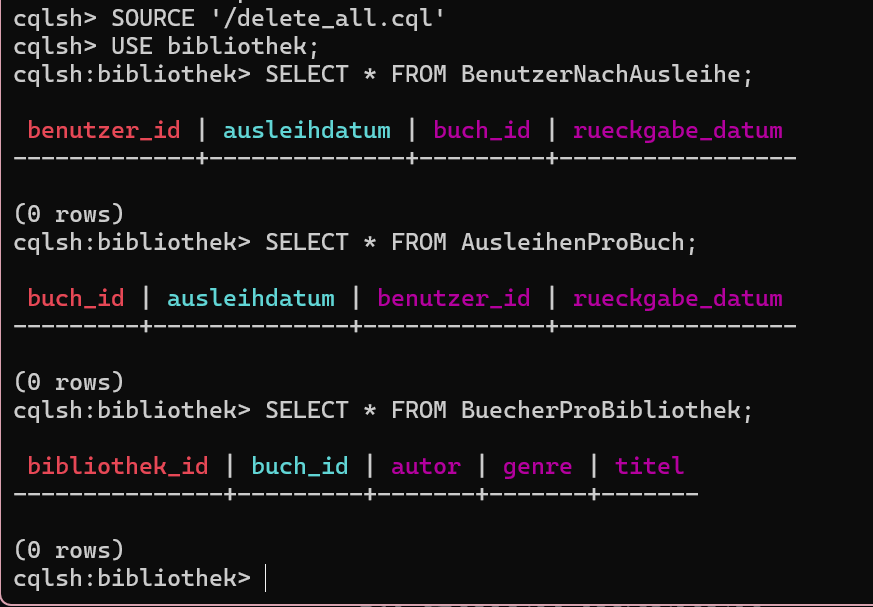 cqlsh> SOURCE '/delete_all.cql'
cqlsh> USE bibliothek;
cqlsh:bibliothek> SELECT * FROM BenutzerNachAusleihe;
 benutzer_id | ausleihdatum | buch_id | rueckgabe_datum
-------------+--------------+---------+-----------------
(0 rows)
cqlsh:bibliothek> SELECT * FROM AusleihenProBuch;
 buch_id | ausleihdatum | benutzer_id | rueckgabe_datum
---------+--------------+-------------+-----------------
(0 rows)
cqlsh:bibliothek> SELECT * FROM BuecherProBibliothek;
 bibliothek_id | buch_id | autor | genre | titel
---------------+---------+-------+-------+-------
(0 rows)
cqlsh:bibliothek>